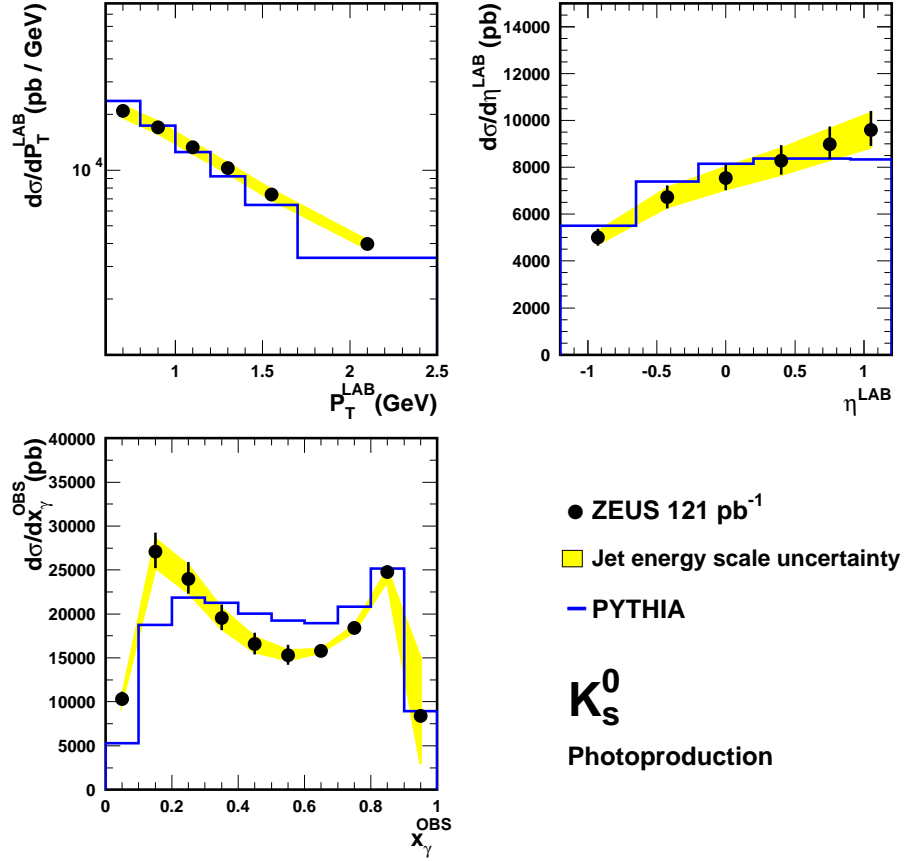 dσ/dP_T^LAB (pb / GeV)
10^4
1 1.5 2 2.5
P_T^LAB(GeV)
dσ/dη^LAB (pb)
14000
12000
10000
8000
6000
4000
2000
0
-1 -0.5 0 0.5 1
η^LAB
dσ/dx_γ^OBS(pb)
40000
35000
30000
25000
20000
15000
10000
5000
0
0 0.2 0.4 0.6 0.8 1
x_γ^OBS
ZEUS 121 pb^-1
Jet energy scale uncertainty
PYTHIA
K_s^0
Photoproduction